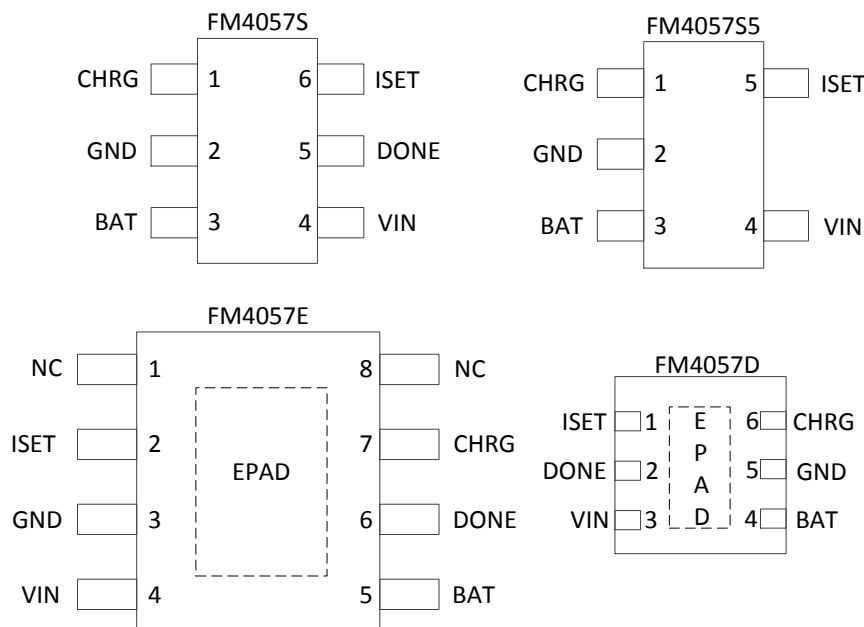 FM4057S
CHRG 1 6 ISET
GND 2 5 DONE
BAT 3 4 VIN
FM4057S5
CHRG 1 5 ISET
GND 2
BAT 3 4 VIN
FM4057E
NC 1 8 NC
ISET 2 7 CHRG
EPAD
GND 3 6 DONE
VIN 4 5 BAT
FM4057D
ISET 1 E 6 CHRG
P
DONE 2 5 GND
A
VIN 3 D 4 BAT